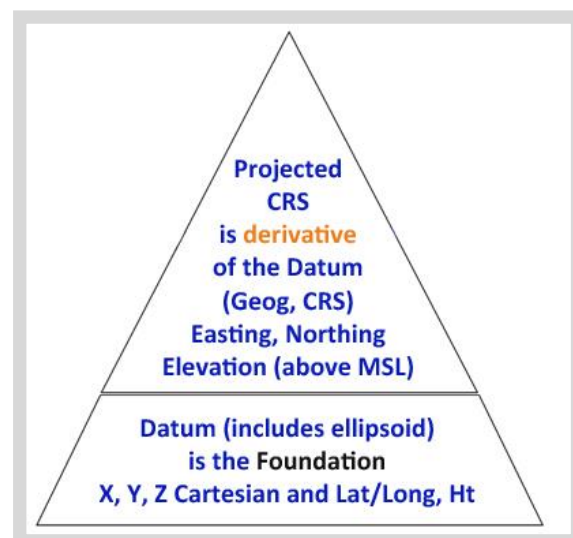 Projected
CRS
is derivative
of the Datum
(Geog, CRS)
Easting, Northing
Elevation (above MSL)
Datum (includes ellipsoid)
is the Foundation
X, Y, Z Cartesian and Lat/Long, Ht